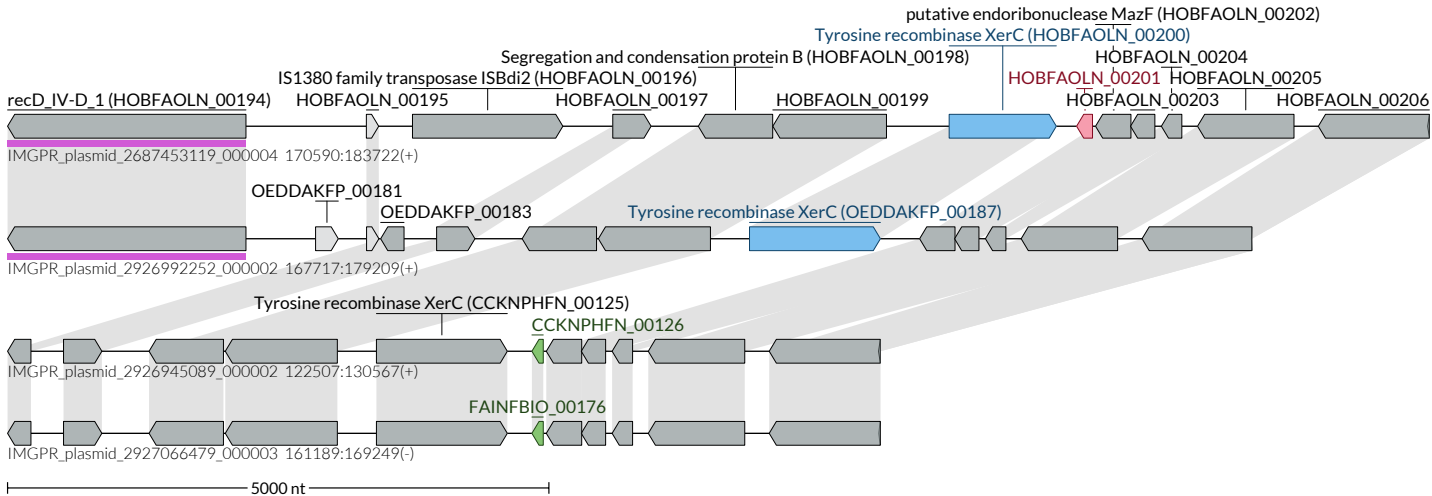 putative endoribonuclease MazF (HOBFAOLN_00202)
Tyrosine recombinase XerC (HOBFAOLN_00200)
Segregation and condensation protein B (HOBFAOLN_00198) HOBFAOLN_00204
IS1380 family transposase ISBdi2 (HOBFAOLN_00196) HOBFAOLN_00201 HOBFAOLN_00205
recD_IV-D_1 (HOBFAOLN_00194) HOBFAOLN_00195 HOBFAOLN_00197 HOBFAOLN_00199 HOBFAOLN_00203 HOBFAOLN_00206
IMGPR_plasmid_2687453119_000004 170590:183722(+)
OEDDAKFP_00181
OEDDAKFP_00183 Tyrosine recombinase XerC (OEDDAKFP_00187)
IMGPR_plasmid_2926992252_000002 167717:179209(+)
Tyrosine recombinase XerC (CCKNPHFN_00125)
CCKNPHFN_00126
IMGPR_plasmid_2926945089_000002 122507:130567(+)
FAINFBIO_00176
IMGPR_plasmid_2927066479_000003 161189:169249(-)
5000 nt